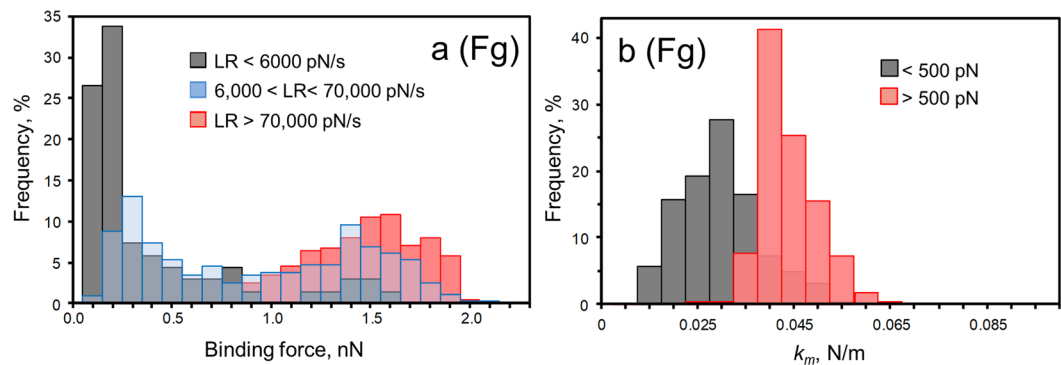 a (Fg)
LR < 6000 pN/s
6,000 < LR< 70,000 pN/s
LR > 70,000 pN/s
Frequency, %
35
30
25
20
15
10
5
0
0.0 0.5 1.0 1.5 2.0
Binding force, nN
b (Fg)
< 500 pN
> 500 pN
Frequency, %
40
30
20
10
0
0 0.025 0.045 0.065 0.085
km, N/m